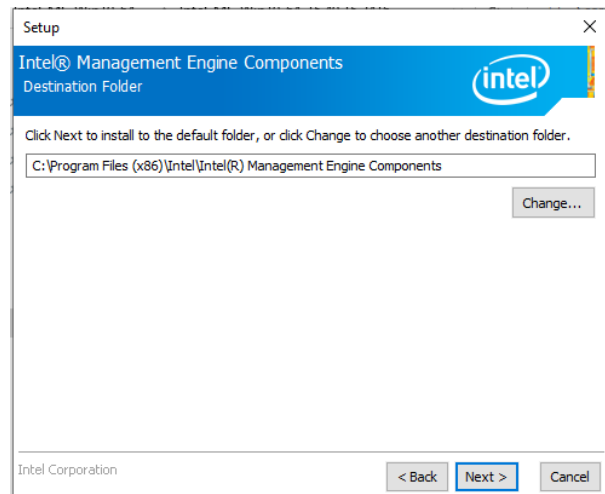 Setup
Intel® Management Engine Components
Destination Folder
intel
Click Next to install to the default folder, or click Change to choose another destination folder.
C:\Program Files (x86)\Intel\Intel(R) Management Engine Components
Change...
Intel Corporation
< Back Next > Cancel